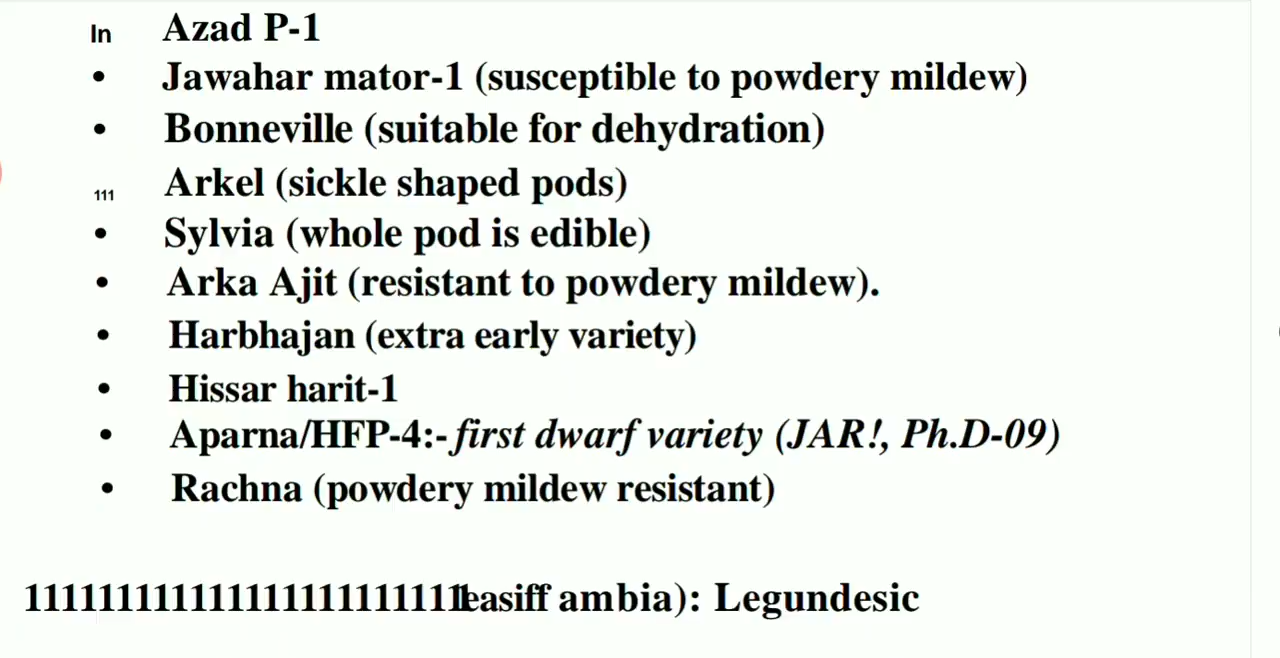 In Azad P-1
• Jawahar mator-1 (susceptible to powdery mildew)
• Bonneville (suitable for dehydration)
111 Arkel (sickle shaped pods)
• Sylvia (whole pod is edible)
• Arka Ajit (resistant to powdery mildew).
• Harbhajan (extra early variety)
• Hissar harit-1
• Aparna/HFP-4:-first dwarf variety (JAR!, Ph.D-09)
• Rachna (powdery mildew resistant)
ambia): Legundesic